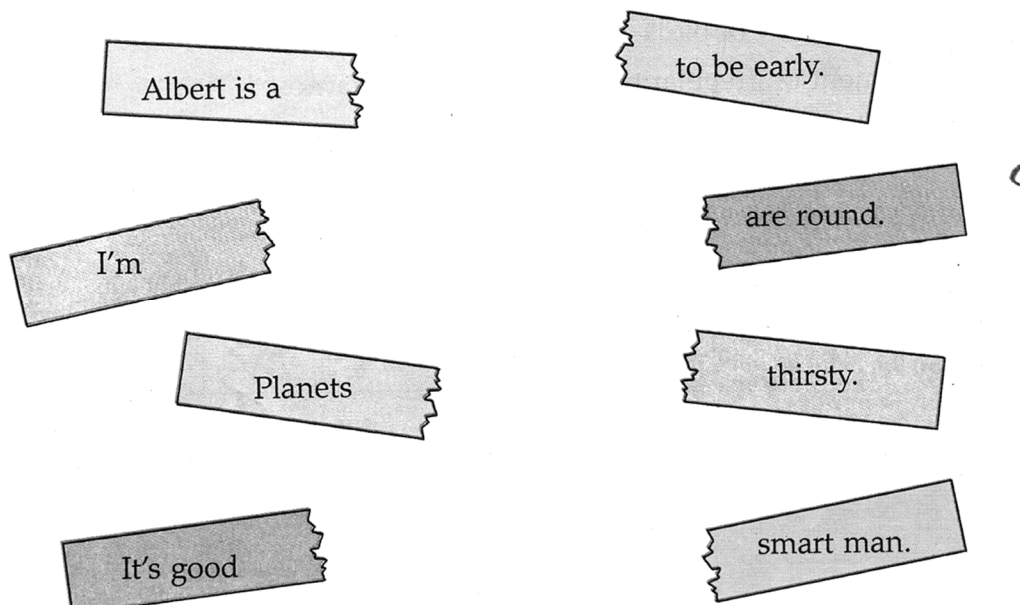 Albert is a
to be early.
are round.
I'm
thirsty.
Planets
It's good
smart man.